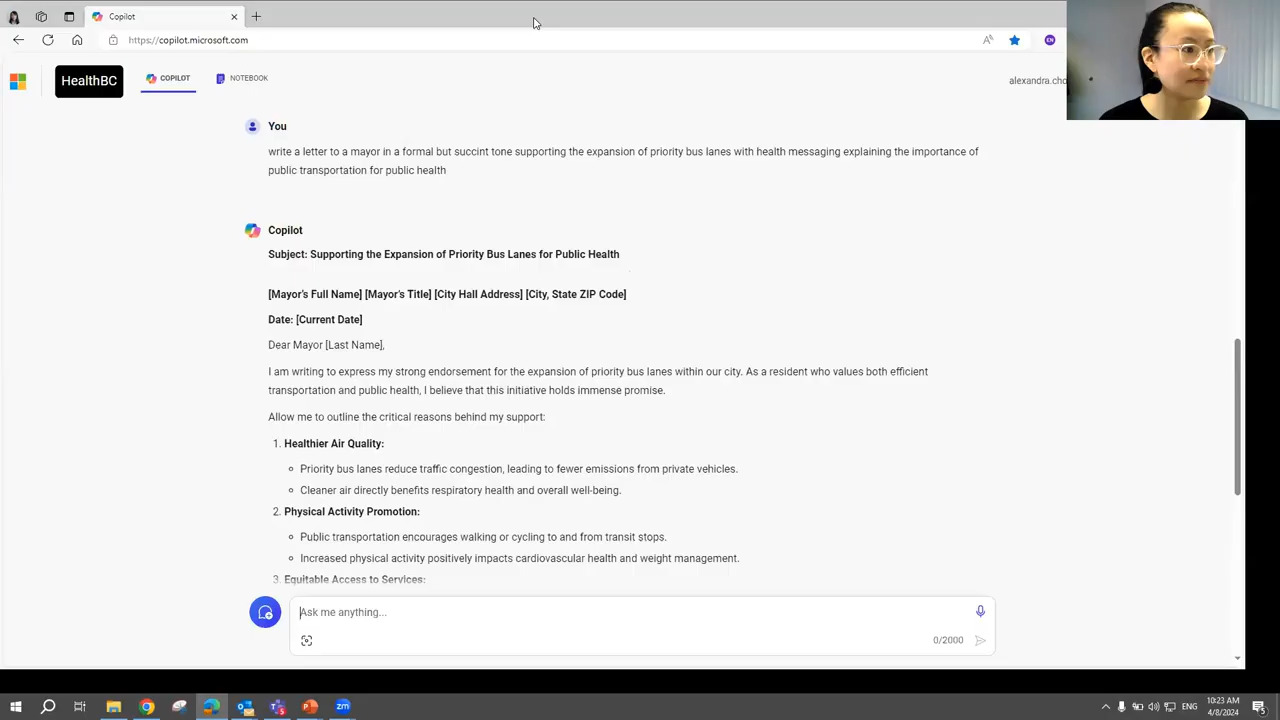 Copilot
https://copilot.microsoft.com
HealthBC
COPILOT
NOTEBOOK
alexandra.cho
You
write a letter to a mayor in a formal but succint tone supporting the expansion of priority bus lanes with health messaging explaining the importance of
public transportation for public health
Copilot
Subject: Supporting the Expansion of Priority Bus Lanes for Public Health
[Mayor's Full Name] [Mayor's Title] [City Hall Address] [City, State ZIP Code]
Date: [Current Date]
Dear Mayor [Last Name],
I am writing to express my strong endorsement for the expansion of priority bus lanes within our city. As a resident who values both efficient
transportation and public health, I believe that this initiative holds immense promise.
Allow me to outline the critical reasons behind my support:
1. Healthier Air Quality:
Priority bus lanes reduce traffic congestion, leading to fewer emissions from private vehicles.
Cleaner air directly benefits respiratory health and overall well-being.
2. Physical Activity Promotion:
Public transportation encourages walking or cycling to and from transit stops.
Increased physical activity positively impacts cardiovascular health and weight management.
3. Equitable Access to Services:
Ask me anything...
0/2000
ENG
10:23 AM
4/8/2024